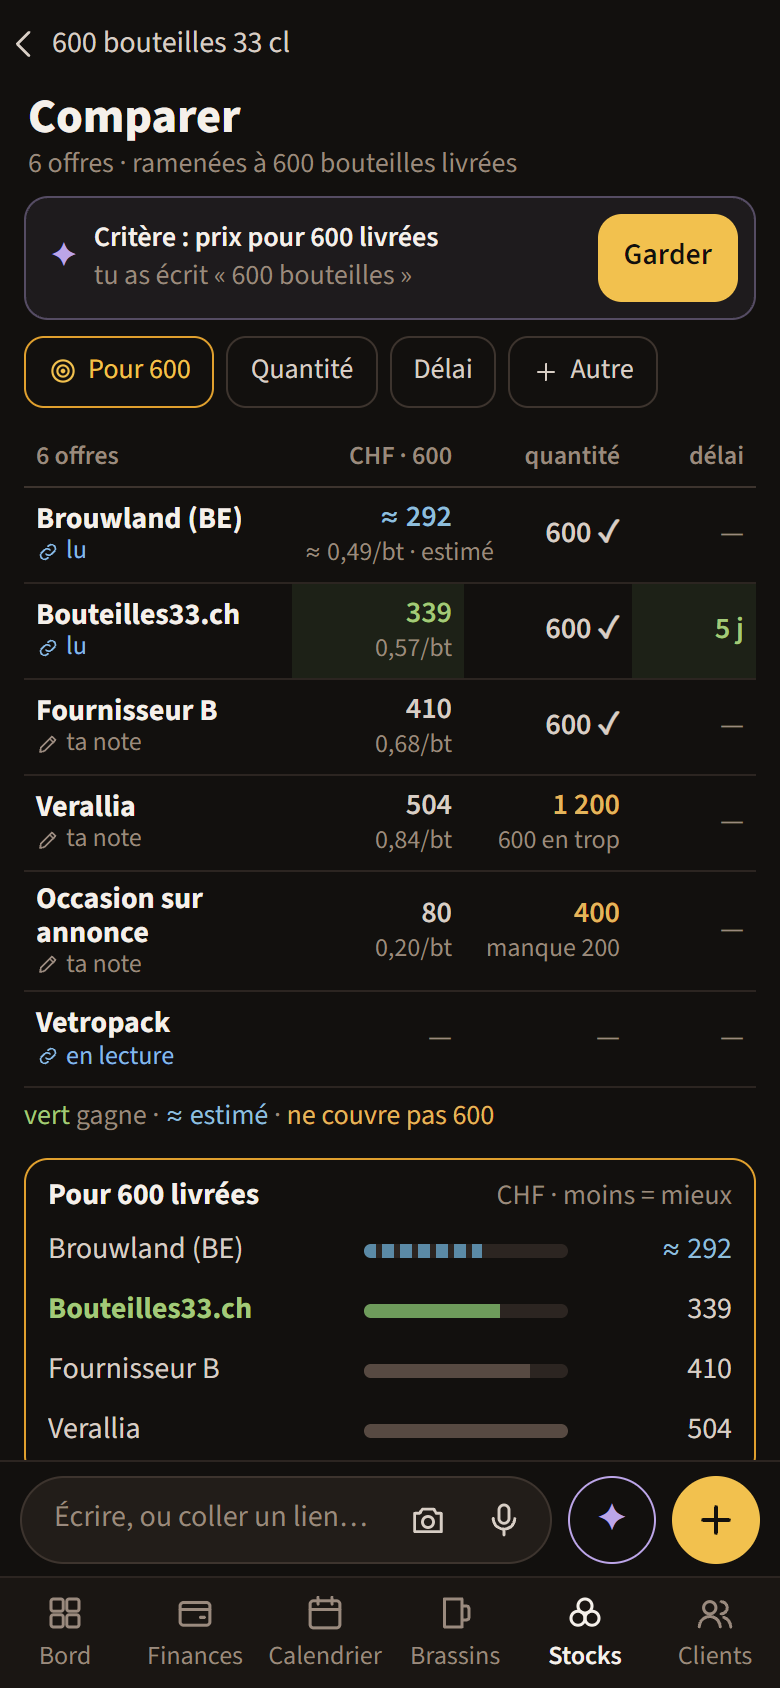 600 bouteilles 33 cl
Comparer
6 offres · ramenées à 600 bouteilles livrées
Critère : prix pour 600 livrées
tu as écrit « 600 bouteilles »
Garder
Pour 600
Quantité
Délai
Autre
6 offres CHF · 600 quantité délai
Brouwland (BE) ≈ 292 600 ✓ —
lu ≈ 0,49/bt · estimé
Bouteilles33.ch 339 600 ✓ 5 j
lu 0,57/bt
Fournisseur B 410 600 ✓ —
ta note 0,68/bt
Verallia 504 1 200 —
ta note 0,84/bt 600 en trop
Occasion sur
annonce 80 400 —
ta note 0,20/bt manque 200
Vetropack — — —
en lecture
vert gagne · ≈ estimé · ne couvre pas 600
Pour 600 livrées CHF · moins = mieux
Brouwland (BE) ≈ 292
Bouteilles33.ch 339
Fournisseur B 410
Verallia 504
Écrire, ou coller un lien…
Bord Finances Calendrier Brassins Stocks Clients